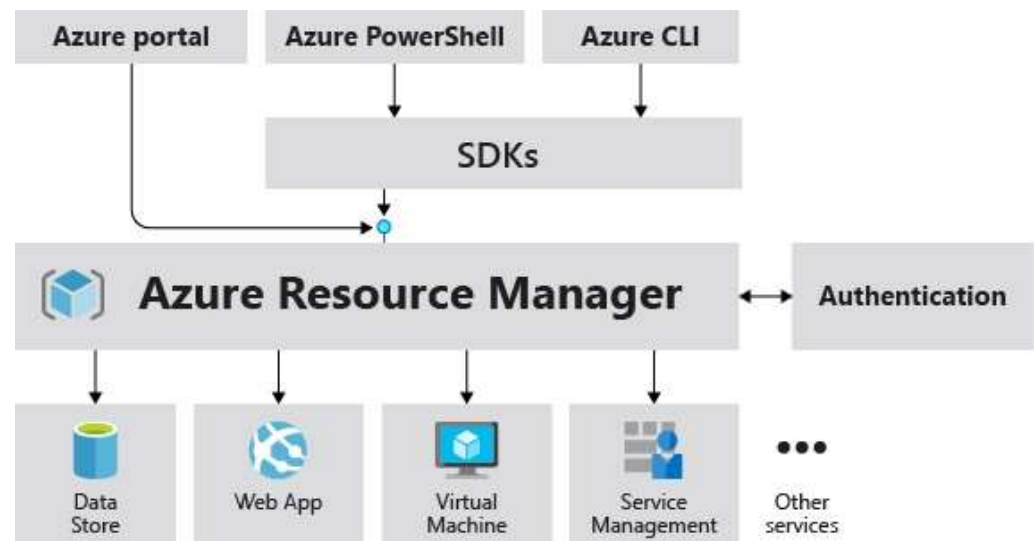 Azure portal
Azure PowerShell
Azure CLI
SDKs
Azure Resource Manager
Authentication
Data
Store
Web App
Virtual
Machine
Service
Management
Other
services